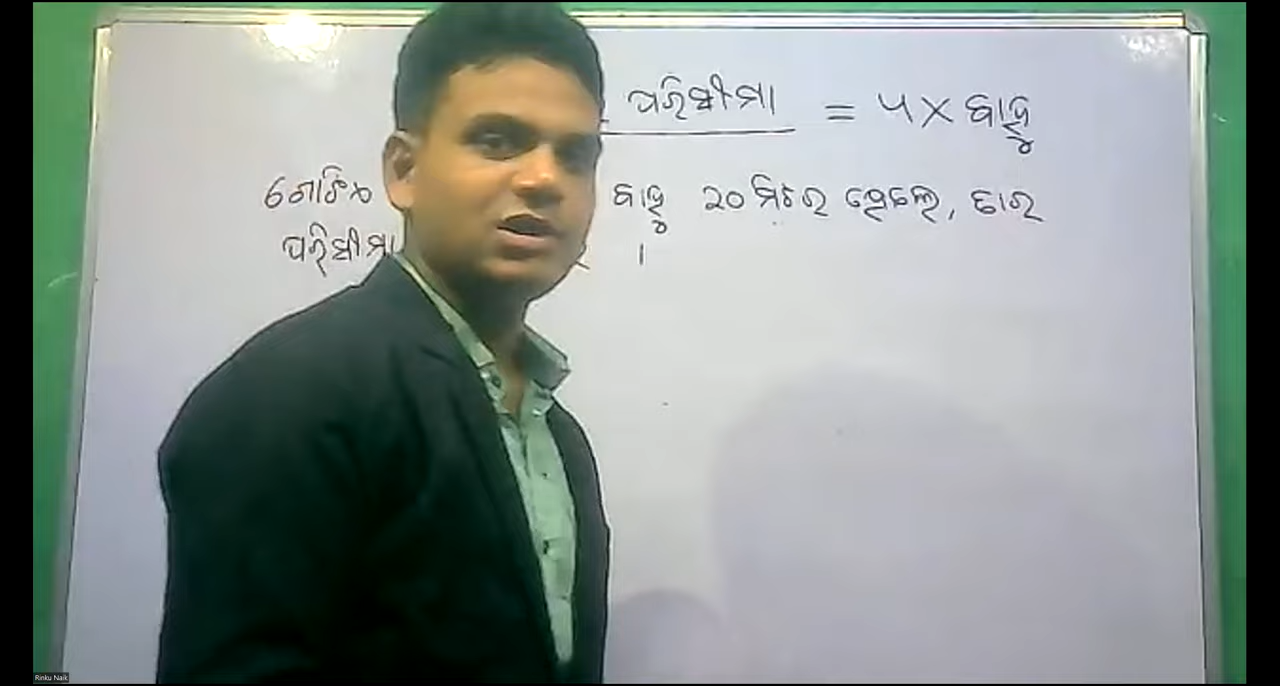 ପରିସୀମା = ୪ × ବାହୁ
ଗୋଟିଏ ବାହୁ ୨୦ ମିଟର ହେଲେ, ତାର
ପରିସୀମା ।
Rinku Naik